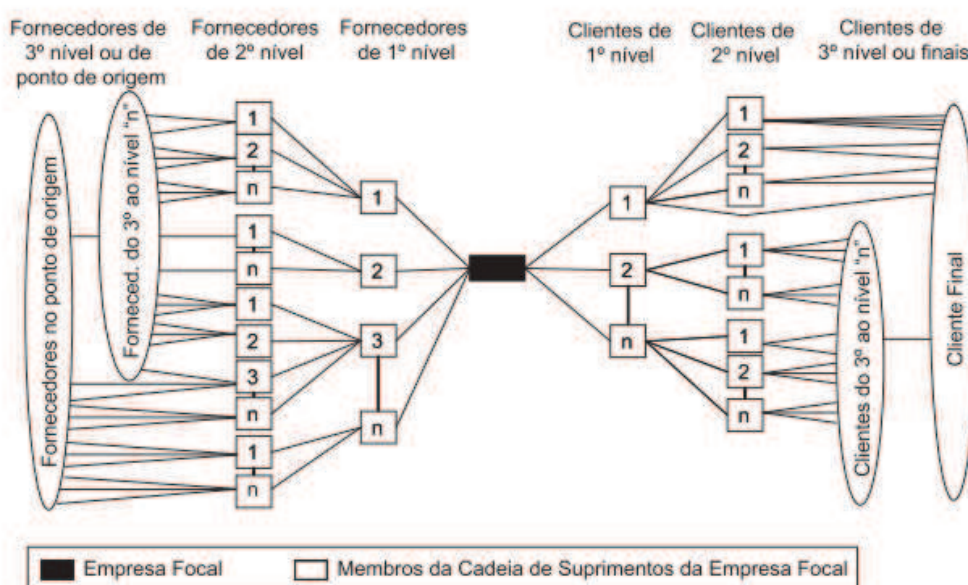 Fornecedores de
3º nível ou de
ponto de origem
Fornecedores
de 2º nível
Fornecedores
de 1º nível
Clientes de
1º nível
Clientes de
2º nível
Clientes de
3º nível ou finais
Fornecedores no ponto de origem
Forneced. do 3º ao nível "n"
1
2
n
1
n
1
2
3
n
1
n
1
2
3
n
1
2
n
1
2
n
1
n
1
2
n
Clientes do 3º ao nível "n"
Cliente Final
Empresa Focal
Membros da Cadeia de Suprimentos da Empresa Focal